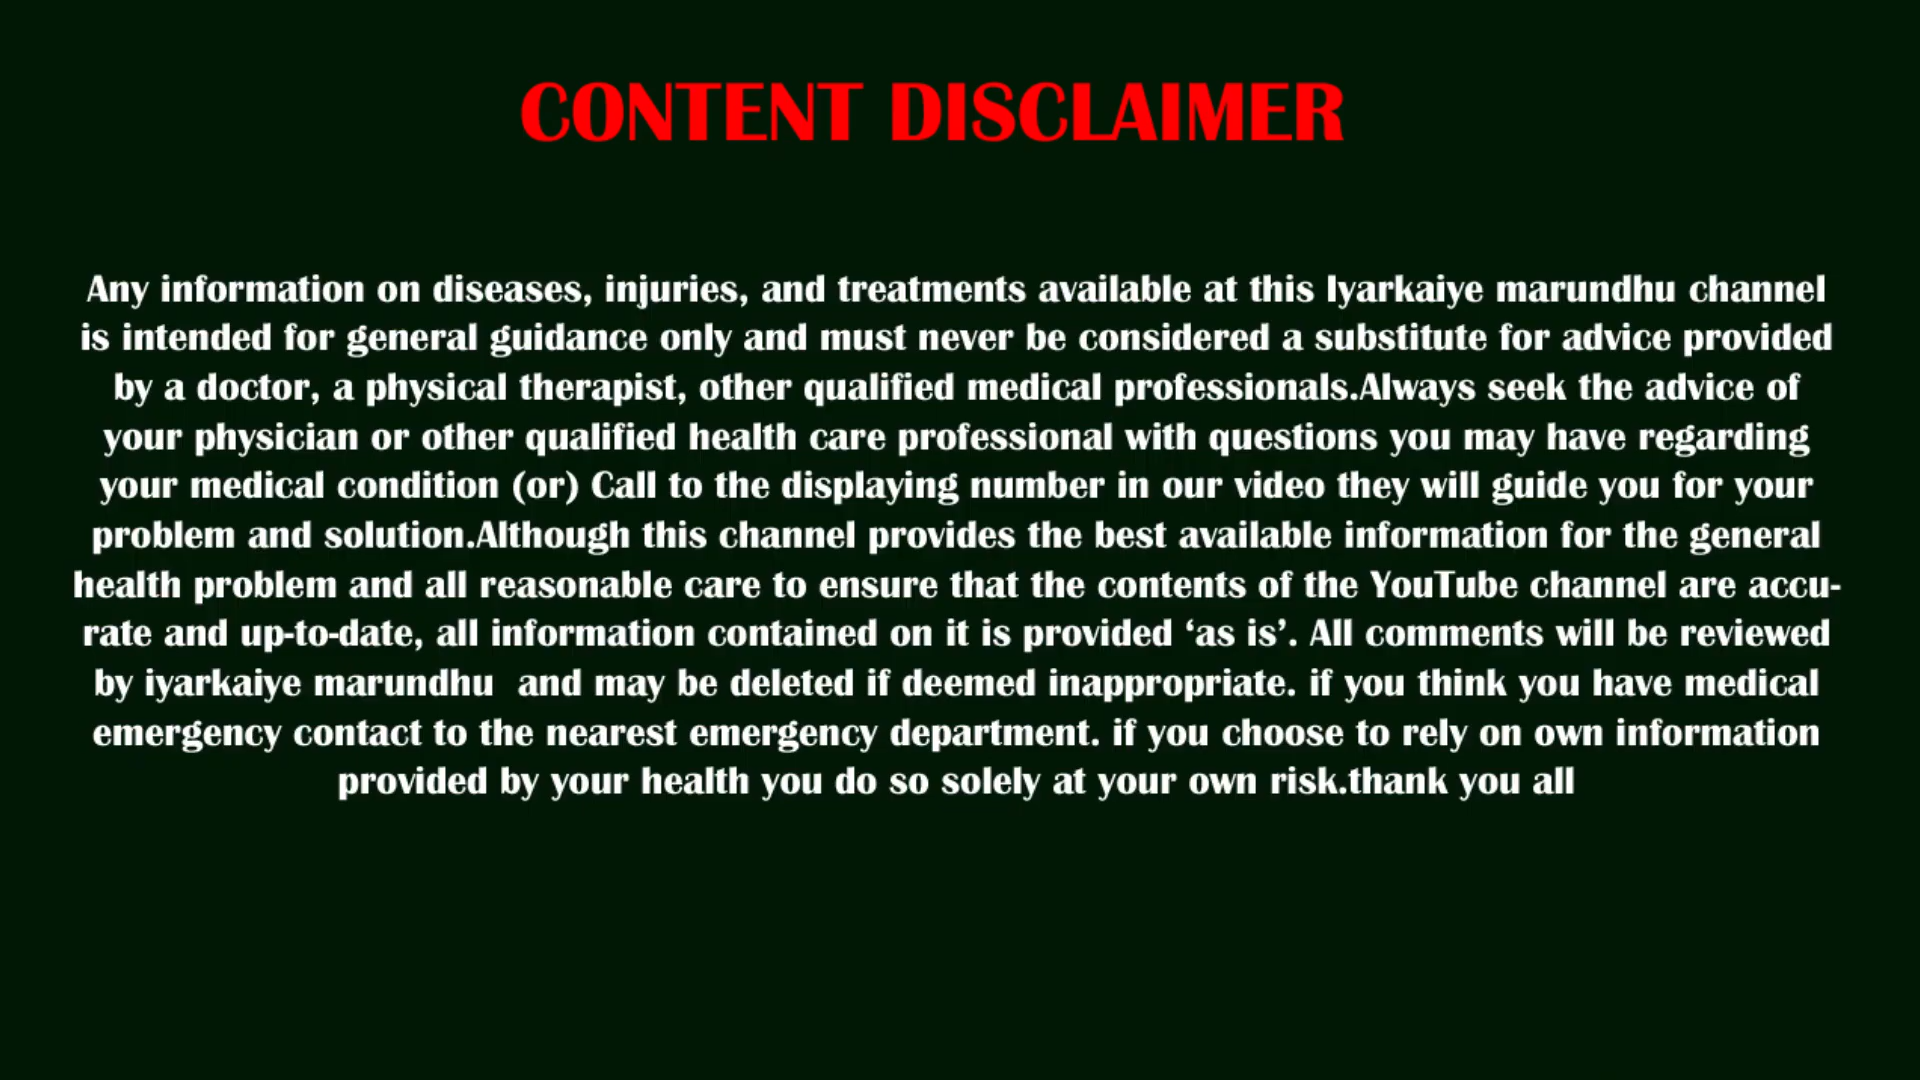 CONTENT DISCLAIMER
Any information on diseases, injuries, and treatments available at this Iyarkaiye marundhu channel
is intended for general guidance only and must never be considered a substitute for advice provided
by a doctor, a physical therapist, other qualified medical professionals.Always seek the advice of
your physician or other qualified health care professional with questions you may have regarding
your medical condition (or) Call to the displaying number in our video they will guide you for your
problem and solution.Although this channel provides the best available information for the general
health problem and all reasonable care to ensure that the contents of the YouTube channel are accu-
rate and up-to-date, all information contained on it is provided ‘as is’. All comments will be reviewed
by iyarkaiye marundhu  and may be deleted if deemed inappropriate. if you think you have medical
emergency contact to the nearest emergency department. if you choose to rely on own information
provided by your health you do so solely at your own risk.thank you all